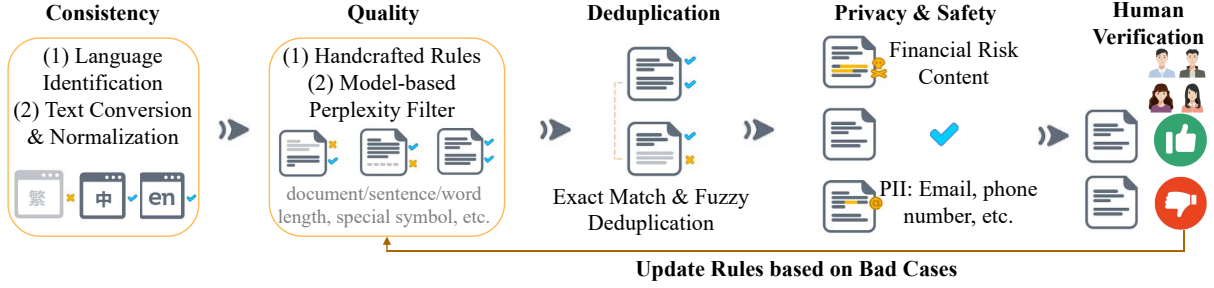 Consistency
(1) Language
Identification
(2) Text Conversion
& Normalization
繁
中
en
Quality
(1) Handcrafted Rules
(2) Model-based
Perplexity Filter
document/sentence/word
length, special symbol, etc.
Deduplication
Exact Match & Fuzzy
Deduplication
Privacy & Safety
Financial Risk
Content
@
PII: Email, phone
number, etc.
Human
Verification
Update Rules based on Bad Cases